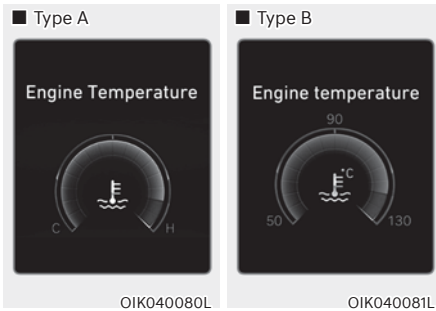 ■ Type A
Engine Temperature
C
H
OIK040080L
■ Type B
Engine temperature
90
°C
50
130
OIK040081L